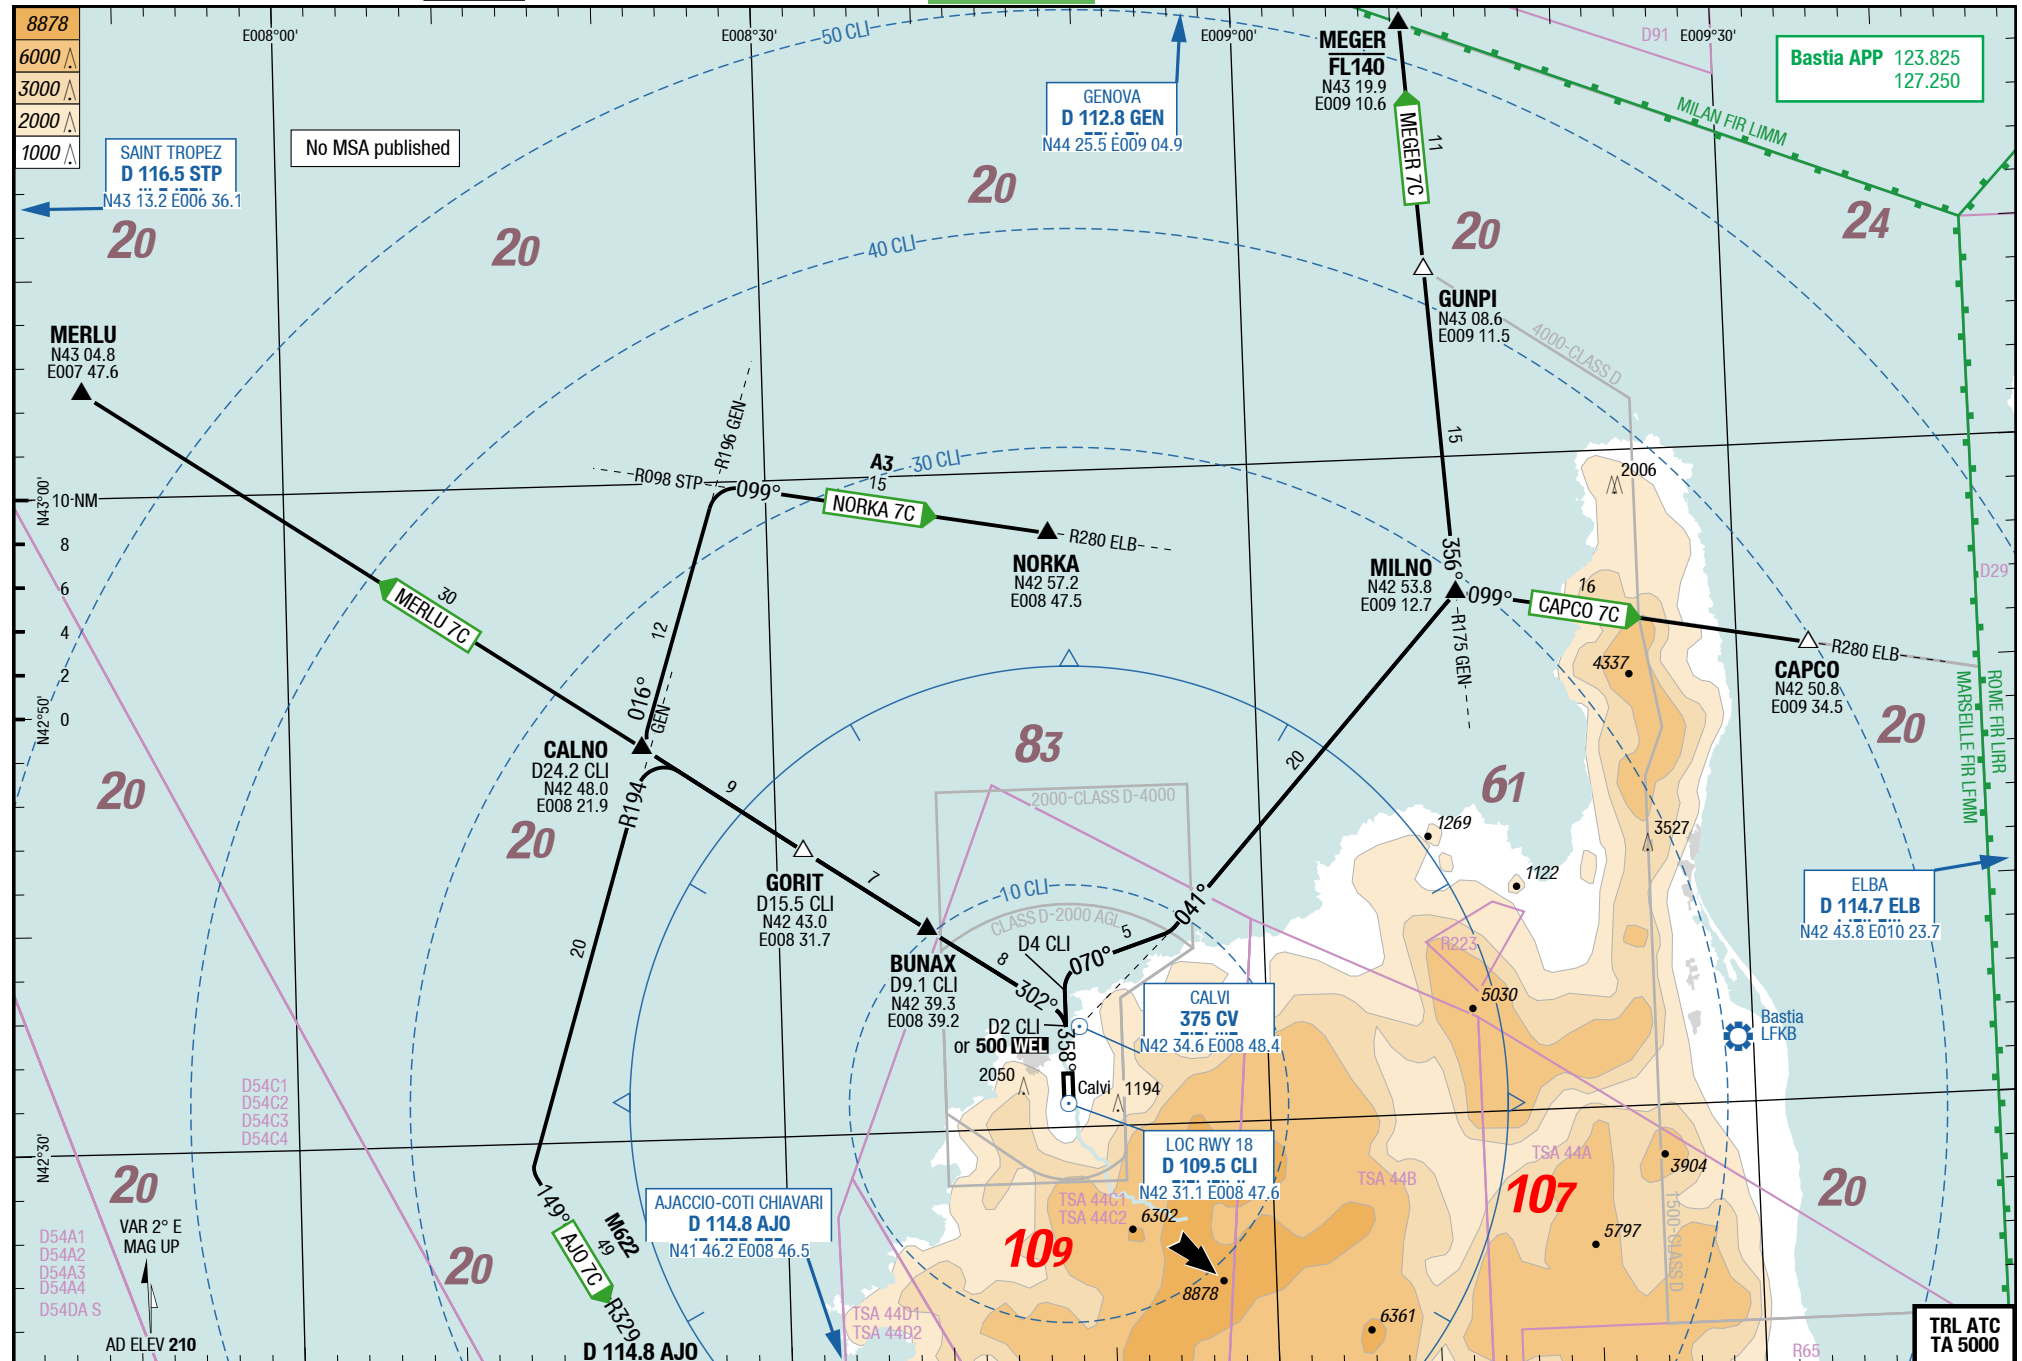 8878
6000
3000
2000
1000
E008°00'
E008°30'
E009°00'
E009°30'
50 CLI
D91
MEGER
FL140
N43 19.9
E009 10.6
Bastia APP 123.825
127.250
MILAN FIR LIMM
GENOVA
D 112.8 GEN
N44 25.5 E009 04.9
SAINT TROPEZ
D 116.5 STP
N43 13.2 E006 36.1
No MSA published
MEGER 7C
11
20
20
20
20
24
40 CLI
GUNPI
N43 08.6
E009 11.5
4000-CLASS D
MERLU
N43 04.8
E007 47.6
R196 GEN
R098 STP
099°
A3
15
30 CLI
NORKA 7C
R280 ELB
NORKA
N42 57.2
E008 47.5
15
2006
N43°00'
10 NM
8
6
4
2
0
N42°50'
30
MERLU 7C
12
016°
GEN
356°
MILNO
N42 53.8
E009 12.7
099°
16
CAPCO 7C
R175 GEN
4337
R280 ELB
CAPCO
N42 50.8
E009 34.5
D29
ROME FIR LIRR
MARSEILLE FIR LFMM
20
CALNO
D24.2 CLI
N42 48.0
E008 21.9
9
R194
83
20
61
20
20
2000-CLASS D-4000
1269
1122
3527
GORIT
D15.5 CLI
N42 43.0
E008 31.7
7
10 CLI
CLASS D-2000 AGL
041°
D4 CLI
5
070°
R223
ELBA
D 114.7 ELB
N42 43.8 E010 23.7
20
BUNAX
D9.1 CLI
N42 39.3
E008 39.2
8
302°
D2 CLI
or 500 WEL
358°
CALVI
375 CV
N42 34.6 E008 48.4
5030
Bastia
LFKB
2050
Calvi
1194
D54C1
D54C2
D54C3
D54C4
N42°30'
LOC RWY 18
D 109.5 CLI
N42 31.1 E008 47.6
TSA 44A
TSA 44B
3904
TSA 44C1
TSA 44C2
6302
107
20
20
149°
M622
49
AJO 7C
R329
D 114.8 AJO
AJACCIO-COTI CHIAVARI
D 114.8 AJO
N41 46.2 E008 46.5
109
8878
5797
1500-CLASS D
6361
D54A1
D54A2
D54A3
D54A4
D54DA S
VAR 2° E
MAG UP
AD ELEV 210
20
TSA 44D1
TSA 44D2
R65
TRL ATC
TA 5000